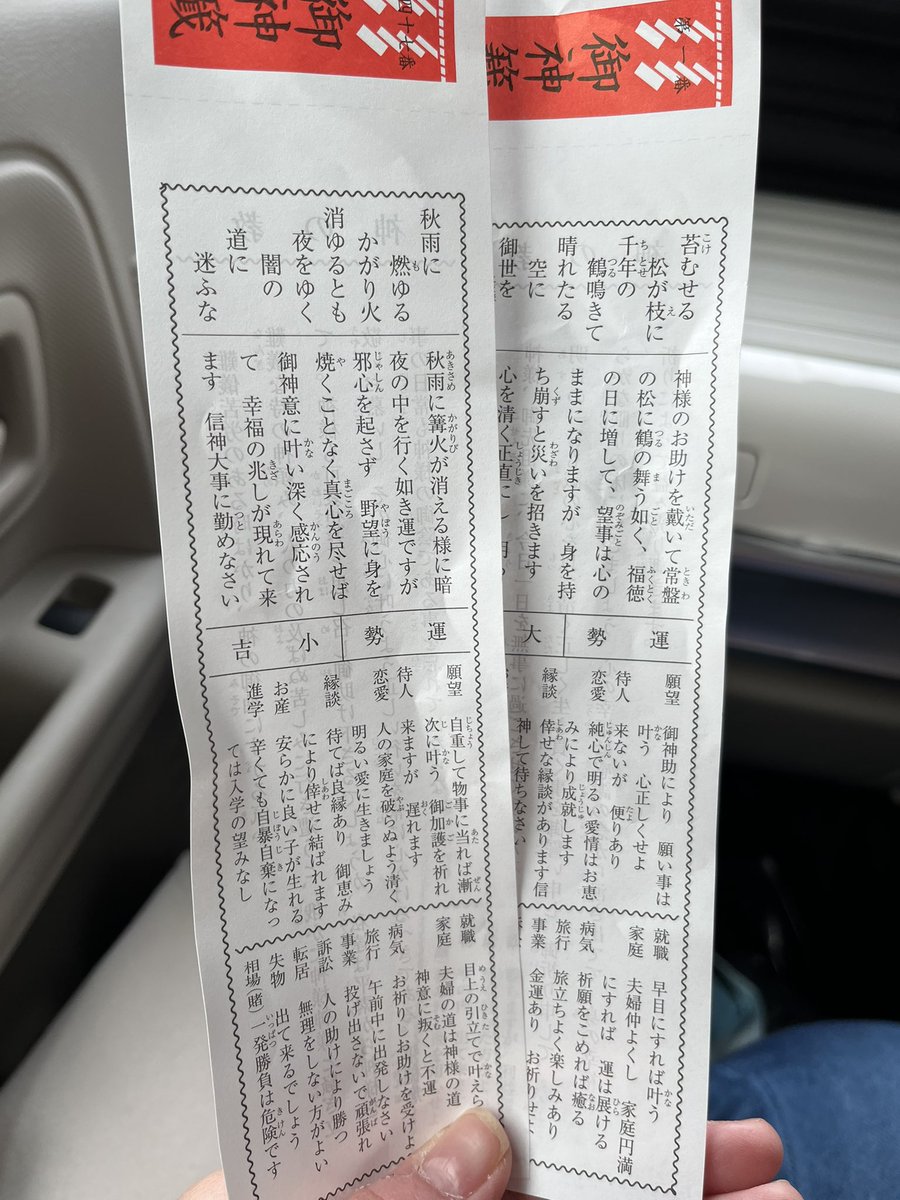 第一番
御神籤
苔むせる
松が枝に
千年の
鶴鳴きて
晴れたる
空に
御世を
神様のお助けを戴いて常盤
の松に鶴の舞う如く、福徳
の日に増して、望事は心の
ままになりますが 身を持
ち崩すと災いを招きます
心を清く正直に
運勢
大
願望 御神助により 願い事は
叶う 心正しくせよ
待人 来ないが 便りあり
恋愛 純心で明るい愛情はお恵
みにより成就します
縁談 倖せな縁談があります信
神して待ちなさい
就職 早目にすれば叶う
家庭 夫婦仲よくし 家庭円満
にすれば 運は展ける
病気 祈願をこめれば癒る
旅行 旅立ちよく楽しみあり
事業 金運あり お祈りせよ
四十七番
御神籤
秋雨に
燃ゆる
かがり火
消ゆるとも
夜をゆく
闇の
道に
迷ふな
秋雨に篝火が消える様に暗
夜の中を行く如き運ですが
邪心を起さず 野望に身を
焼くことなく真心を尽せば
御神意に叶い深く感応され
て 幸福の兆しが現れて来
ます 信神大事に勤めなさい
運勢
小吉
願望 自重して物事に当れば漸
次に叶う 御加護を祈れ
待人 来ますが 遅れます
恋愛 人の家庭を破らぬよう清く
明るい愛に生きましょう
縁談 待てば良縁あり 御恵み
により倖せに結ばれます
お産 安らかに良い子が生れる
進学 辛くても自暴自棄になっ
ては入学の望みなし
就職 目上の引立てで叶えら
家庭 夫婦の道は神様の道
神意に叛くと不運
病気 お祈りしお助けを受けよ
旅行 午前中に出発しなさい
事業 投げ出さないで頑張れ
訴訟 人の助けにより勝つ
転居 無理をしない方がよい
失物 出て来るでしょう
相場(賭) 一発勝負は危険です